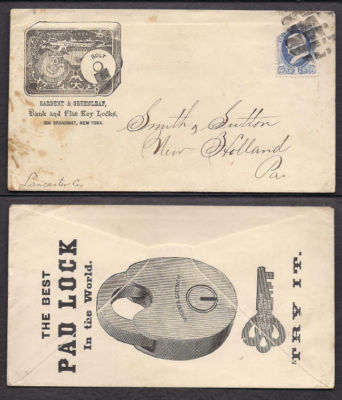 BOLT
SARGENT & GREENLEAF,
Bank and Flat Key Locks,
BROADWAY, NEW YORK.
Smith & Sutton
New Holland
Pa
Lancaster Co,
THE BEST
PAD LOCK
In the World.
TRY IT.